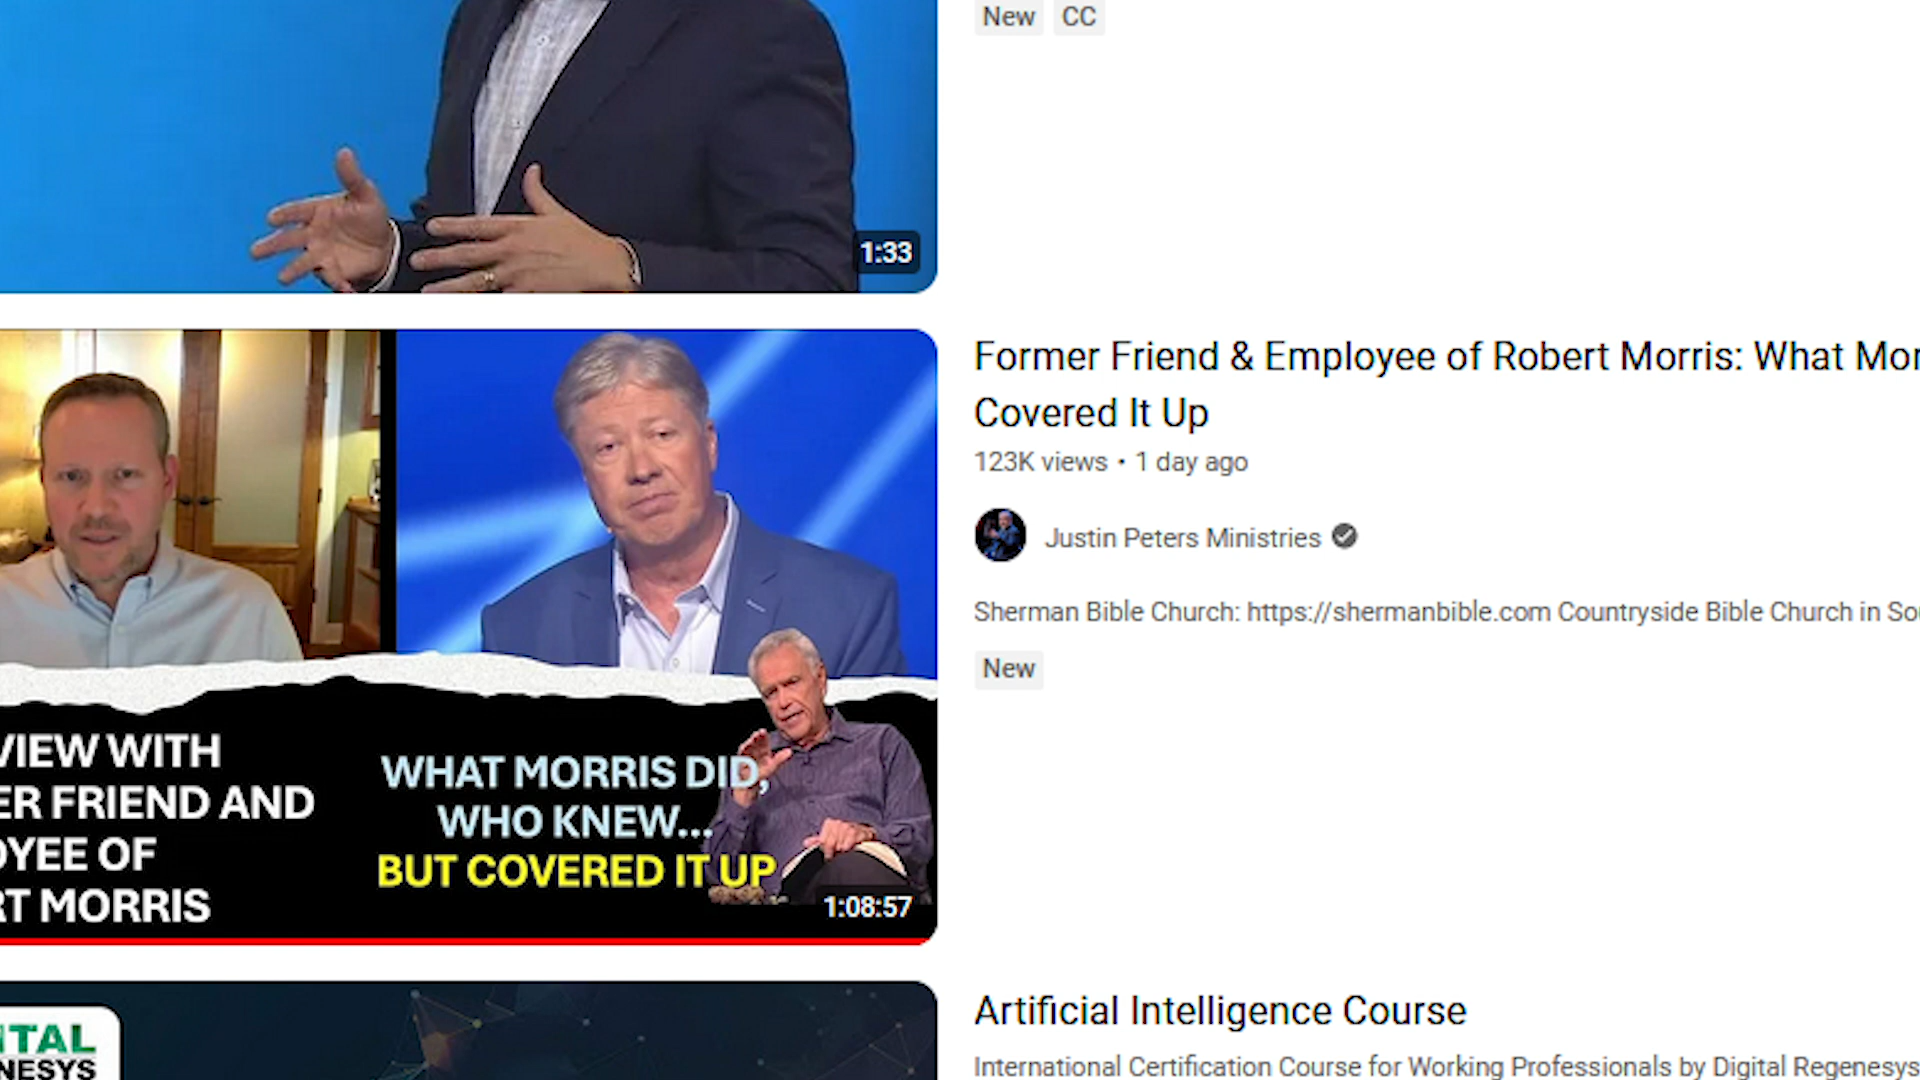 New CC
1:33
Former Friend & Employee of Robert Morris: What Mor
Covered It Up
123K views • 1 day ago
Justin Peters Ministries
Sherman Bible Church: https://shermanbible.com Countryside Bible Church in So
New
VIEW WITH
ER FRIEND AND
OYEE OF
RT MORRIS
WHAT MORRIS DID,
WHO KNEW...
BUT COVERED IT UP
1:08:57
ITAL
NESYS
Artificial Intelligence Course
International Certification Course for Working Professionals by Digital Regenesys